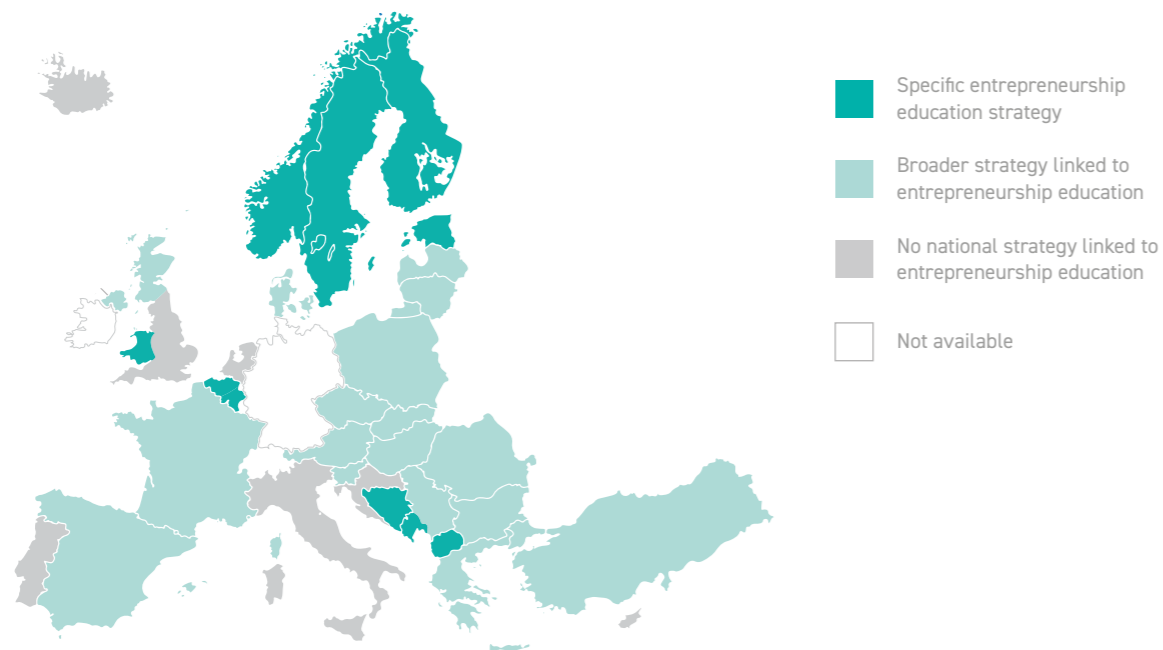 Specific entrepreneurship
education strategy
Broader strategy linked to
entrepreneurship education
No national strategy linked to
entrepreneurship education
Not available